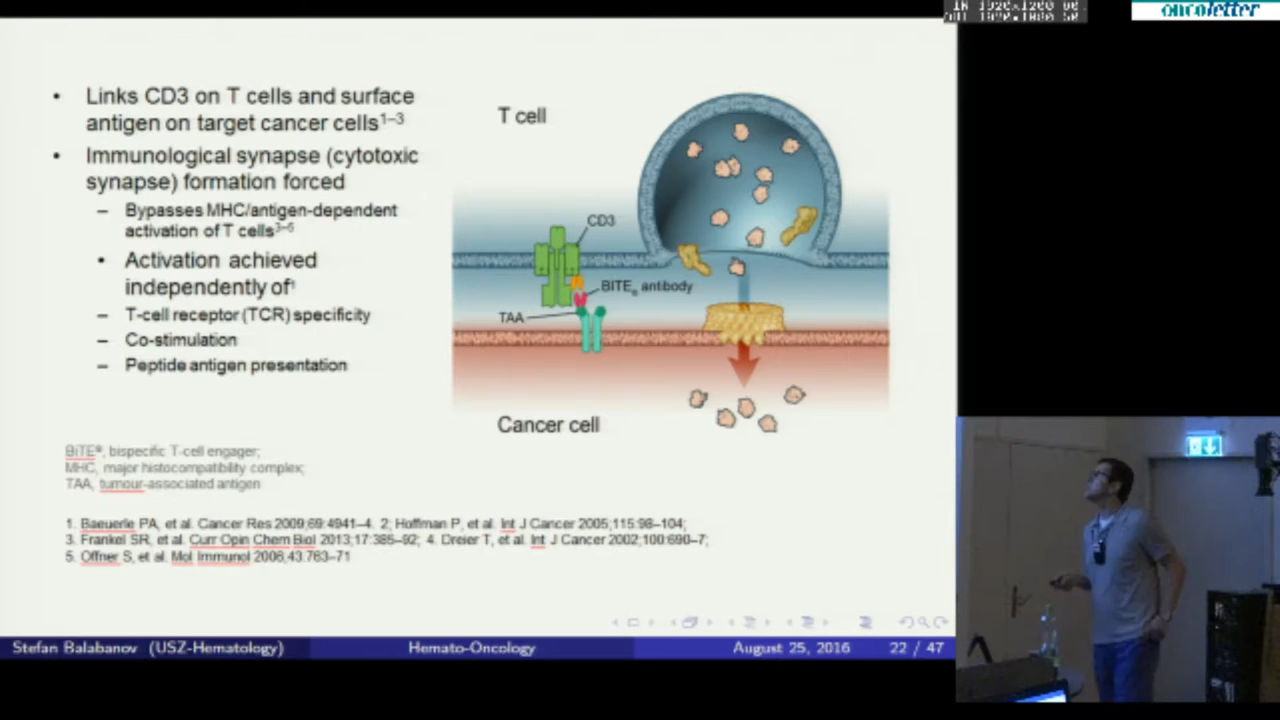 oncoletter
• Links CD3 on T cells and surface
antigen on target cancer cells1–3
• Immunological synapse (cytotoxic
synapse) formation forced
– Bypasses MHC/antigen-dependent
activation of T cells3–5
• Activation achieved
independently of
– T-cell receptor (TCR) specificity
– Co-stimulation
– Peptide antigen presentation
T cell
CD3
BITE® antibody
TAA
Cancer cell
BiTE®, bispecific T-cell engager;
MHC, major histocompatibility complex;
TAA, tumour-associated antigen
1. Baeuerle PA, et al. Cancer Res 2009;69:4941–4. 2; Hoffman P, et al. Int J Cancer 2005;115:98–104;
3. Frankel SR, et al. Curr Opin Chem Biol 2013;17:385–92; 4. Dreier T, et al. Int J Cancer 2002;100:690–7;
5. Offner S, et al. Mol Immunol 2006;43:763–71
Stefan Balabanov (USZ-Hematology)
Hemato-Oncology
August 25, 2016
22 / 47